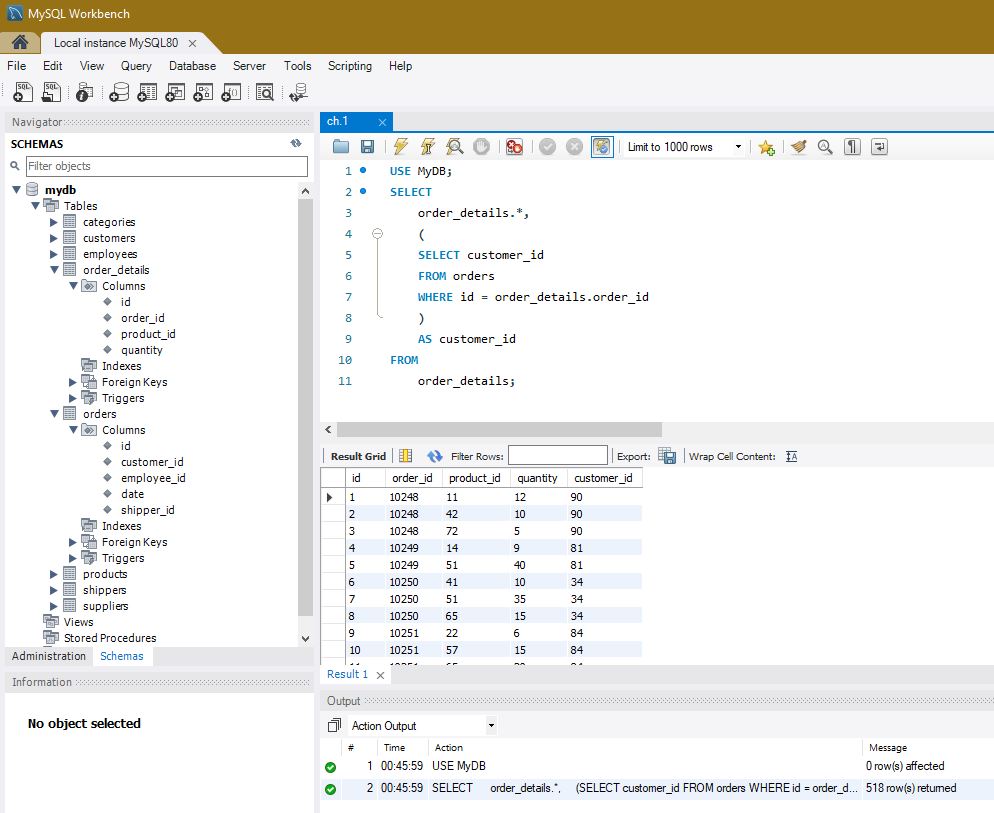 MySQL Workbench
Local instance MySQL80
File Edit View Query Database Server Tools Scripting Help
Navigator
SCHEMAS
Filter objects
mydb
Tables
categories
customers
employees
order_details
Columns
id
order_id
product_id
quantity
Indexes
Foreign Keys
Triggers
orders
Columns
id
customer_id
employee_id
date
shipper_id
Indexes
Foreign Keys
Triggers
products
shippers
suppliers
Views
Stored Procedures
Administration Schemas
Information
No object selected
ch.1
Limit to 1000 rows
1 USE MyDB;
2 SELECT
3 order_details.*,
4 (
5 SELECT customer_id
6 FROM orders
7 WHERE id = order_details.order_id
8 )
9 AS customer_id
10 FROM
11 order_details;
Result Grid Filter Rows: Export: Wrap Cell Content:
id order_id product_id quantity customer_id
1 10248 11 12 90
2 10248 42 10 90
3 10248 72 5 90
4 10249 14 9 81
5 10249 51 40 81
6 10250 41 10 34
7 10250 51 35 34
8 10250 65 15 34
9 10251 22 6 84
10 10251 57 15 84
Result 1
Output
Action Output
# Time Action Message
1 00:45:59 USE MyDB 0 row(s) affected
2 00:45:59 SELECT order_details.*, (SELECT customer_id FROM orders WHERE id = order_d... 518 row(s) returned